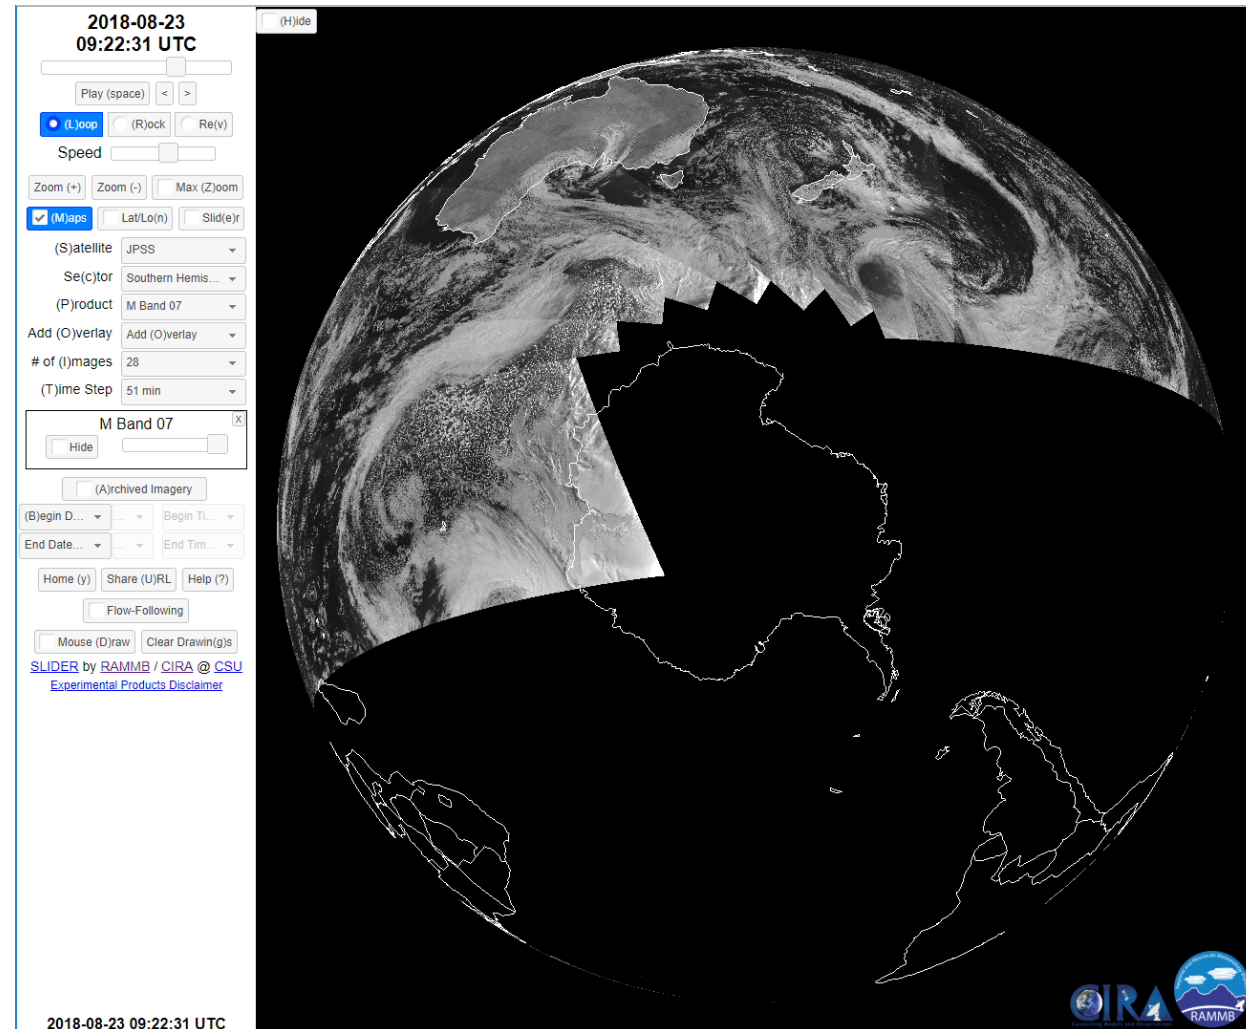 2018-08-23
09:22:31 UTC
(H)ide
Play (space) < >
(L)oop (R)ock Re(v)
Speed
Zoom (+) Zoom (-) Max (Z)oom
(M)aps Lat/Lo(n) Slid(e)r
(S)atellite JPSS
Se(c)tor Southern Hemis...
(P)roduct M Band 07
Add (O)verlay Add (O)verlay
# of (I)mages 28
(T)ime Step 51 min
M Band 07 X
Hide
(A)rchived Imagery
(B)egin D... ... Begin Ti...
End Date... ... End Tim...
Home (y) Share (U)RL Help (?)
Flow-Following
Mouse (D)raw Clear Drawin(g)s
SLIDER by RAMMB / CIRA @ CSU
Experimental Products Disclaimer
2018-08-23 09:22:31 UTC
CIRA
RAMMB